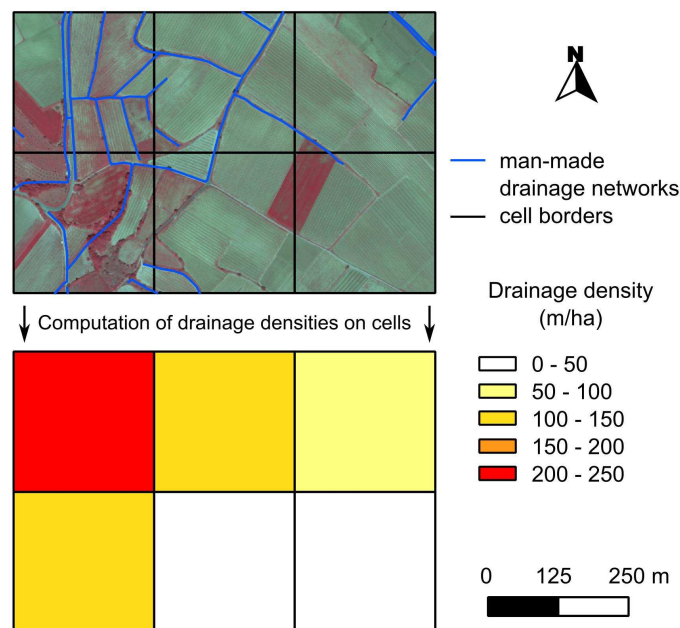 N
man-made
drainage networks
cell borders
Computation of drainage densities on cells
Drainage density
(m/ha)
0 - 50
50 - 100
100 - 150
150 - 200
200 - 250
0 125 250 m